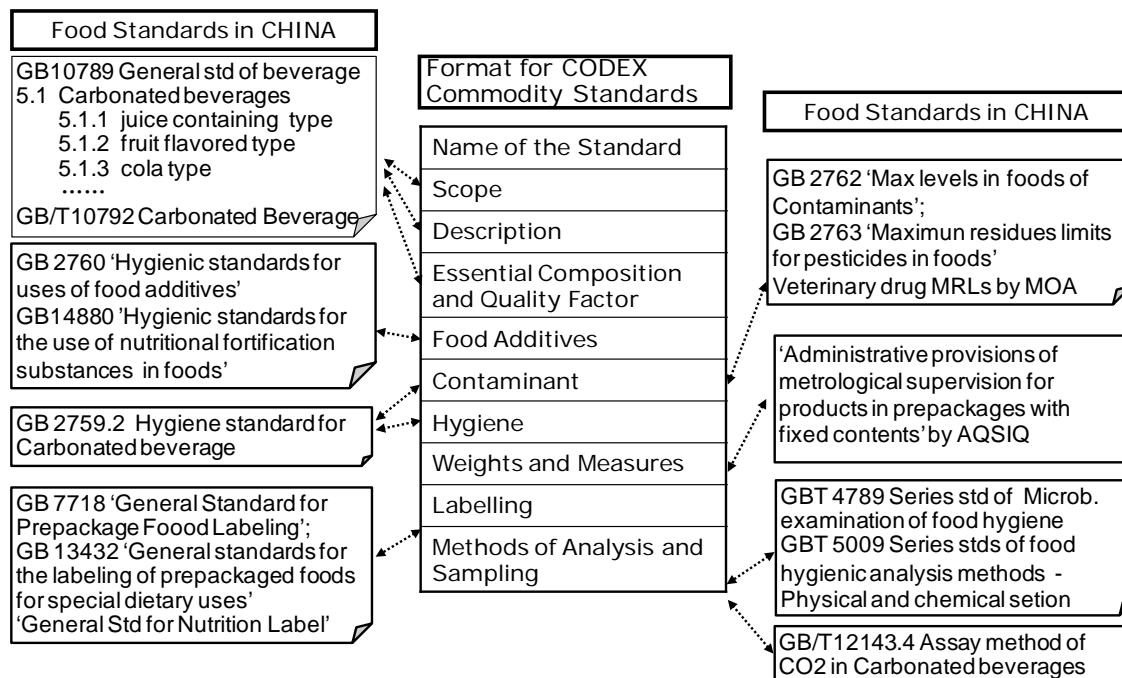 Food Standards in CHINA
GB10789 General std of beverage
5.1 Carbonated beverages
5.1.1 juice containing type
5.1.2 fruit flavored type
5.1.3 cola type
……
GB/T10792 Carbonated Beverage
GB 2760 ‘Hygienic standards for
uses of food additives’
GB14880 ’Hygienic standards for
the use of nutritional fortification
substances in foods’
GB 2759.2 Hygiene standard for
Carbonated beverage
GB 7718 ‘General Standard for
Prepackage Foood Labeling’;
GB 13432 ‘General standards for
the labeling of prepackaged foods
for special dietary uses’
‘General Std for Nutrition Label’
Format for CODEX
Commodity Standards
Name of the Standard
Scope
Description
Essential Composition
and Quality Factor
Food Additives
Contaminant
Hygiene
Weights and Measures
Labelling
Methods of Analysis and
Sampling
Food Standards in CHINA
GB 2762 ‘Max levels in foods of
Contaminants’;
GB 2763 ‘Maximun residues limits
for pesticides in foods’
Veterinary drug MRLs by MOA
‘Administrative provisions of
metrological supervision for
products in prepackages with
fixed contents’ by AQSIQ
GBT 4789 Series std of Microb.
examination of food hygiene
GBT 5009 Series stds of food
hygienic analysis methods -
Physical and chemical setion
GB/T12143.4 Assay method of
CO2 in Carbonated beverages